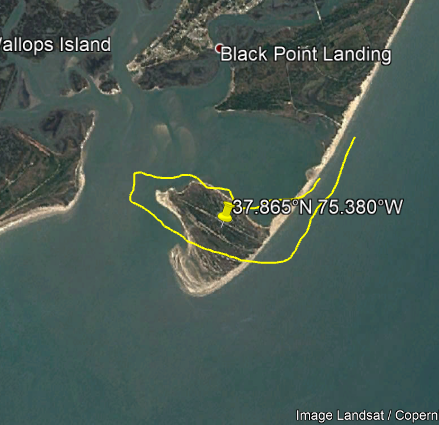 Wallops Island
Black Point Landing
37.865°N 75.380°W
Image Landsat / Copern